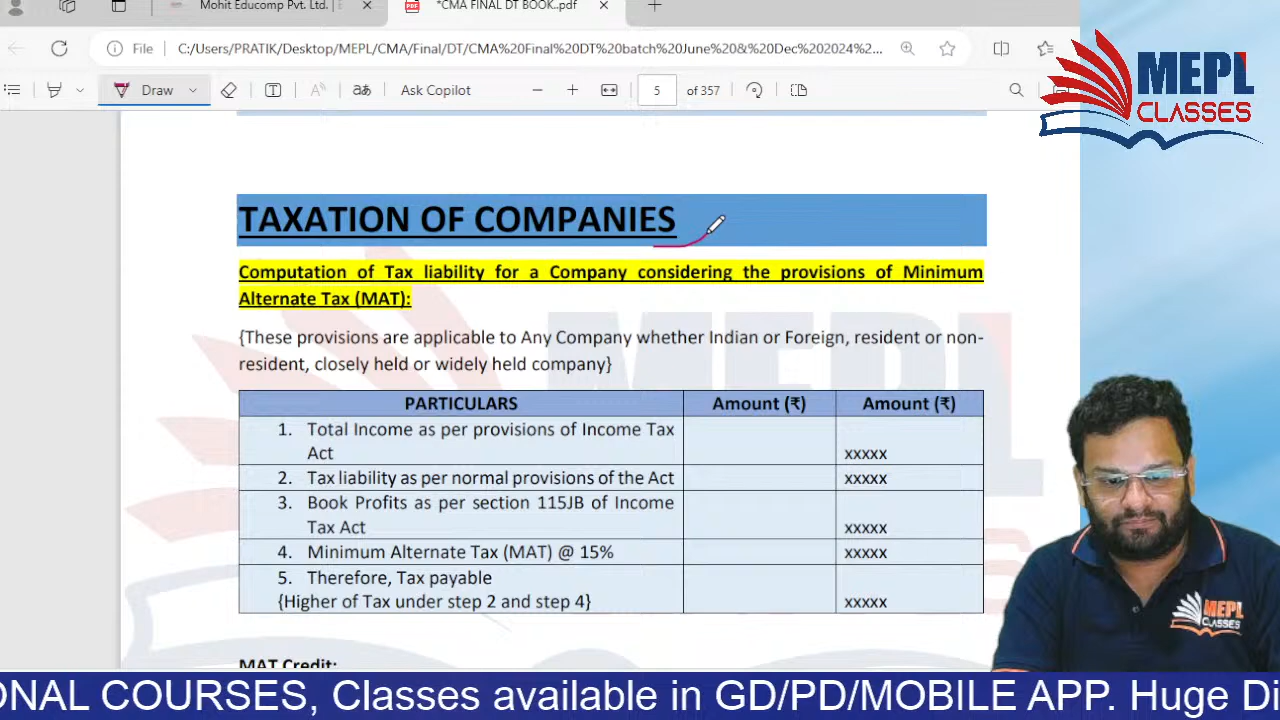 Mohit Educomp Pvt. Ltd. | E
*CMA FINAL DT BOOK..pdf
File
C:/Users/PRATIK/Desktop/MEPL/CMA/Final/DT/CMA%20Final%20DT%20batch%20June%20&%20Dec%202024%2...
Draw
Ask Copilot
5
of 357
MEPL
CLASSES
TAXATION OF COMPANIES
Computation of Tax liability for a Company considering the provisions of Minimum
Alternate Tax (MAT):
{These provisions are applicable to Any Company whether Indian or Foreign, resident or non-
resident, closely held or widely held company}
PARTICULARS Amount (₹) Amount (₹)
1. Total Income as per provisions of Income Tax
Act xxxxx
2. Tax liability as per normal provisions of the Act xxxxx
3. Book Profits as per section 115JB of Income
Tax Act xxxxx
4. Minimum Alternate Tax (MAT) @ 15% xxxxx
5. Therefore, Tax payable
{Higher of Tax under step 2 and step 4} xxxxx
MAT Credit:
MEPL
CLASSES
ONAL COURSES, Classes available in GD/PD/MOBILE APP. Huge Di